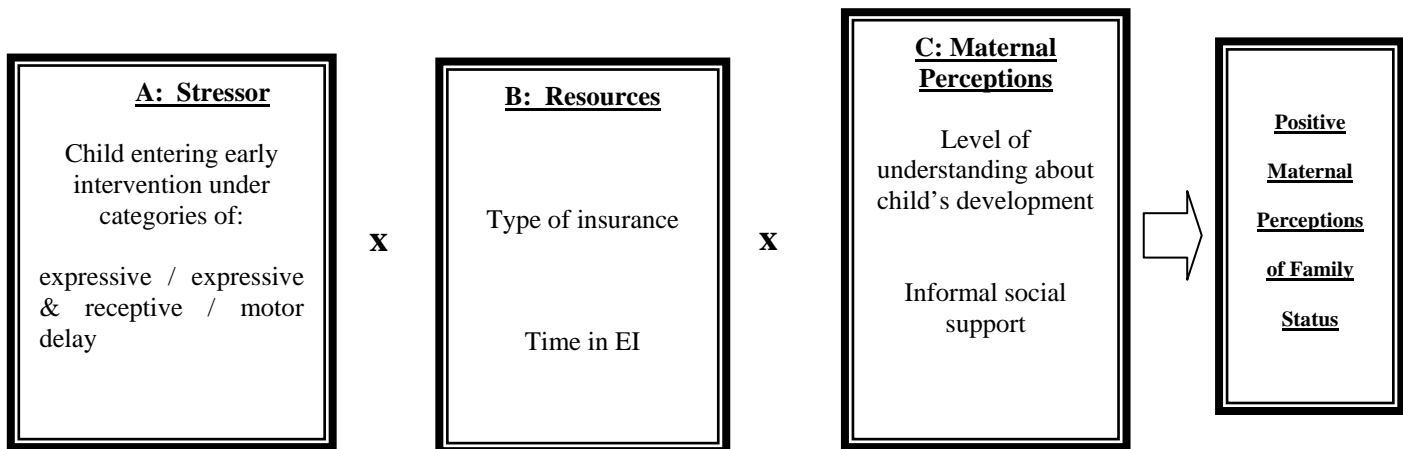 A: Stressor
Child entering early
intervention under
categories of:
expressive / expressive
& receptive / motor
delay
x
B: Resources
Type of insurance
Time in EI
x
C: Maternal
Perceptions
Level of
understanding about
child’s development
Informal social
support
Positive
Maternal
Perceptions
of Family
Status